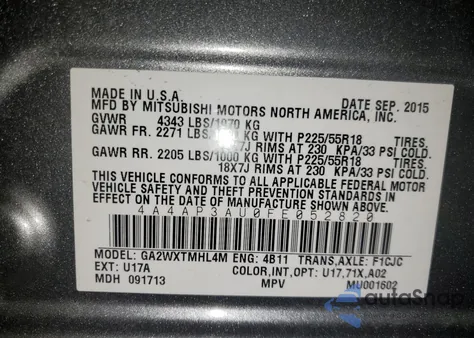 MADE IN U.S.A. DATE SEP. 2015
MFD BY MITSUBISHI MOTORS NORTH AMERICA, INC.
GVWR 4343 LBS/1970 KG
GAWR FR. 2271 LBS/ KG WITH P225/55R18 TIRES,
7J RIMS AT 230 KPA/33 PSI COLD.
GAWR RR. 2205 LBS/1000 KG WITH P225/55R18 TIRES,
18X7J RIMS AT 230 KPA/33 PSI COLD.
THIS VEHICLE CONFORMS TO ALL APPLICABLE FEDERAL MOTOR
VEHICLE SAFETY AND THEFT PREVENTION STANDARDS IN
EFFECT ON THE DATE OF MANUFACTURE SHOWN ABOVE.
4A4AP3AU0FE052820
MODEL: GA2WXTMHL4M ENG: 4B11 TRANS,AXLE: F1CJC
EXT: U17A COLOR,INT,OPT: U17,71X,A02
MDH 091713 MPV MU001602
autoSnap